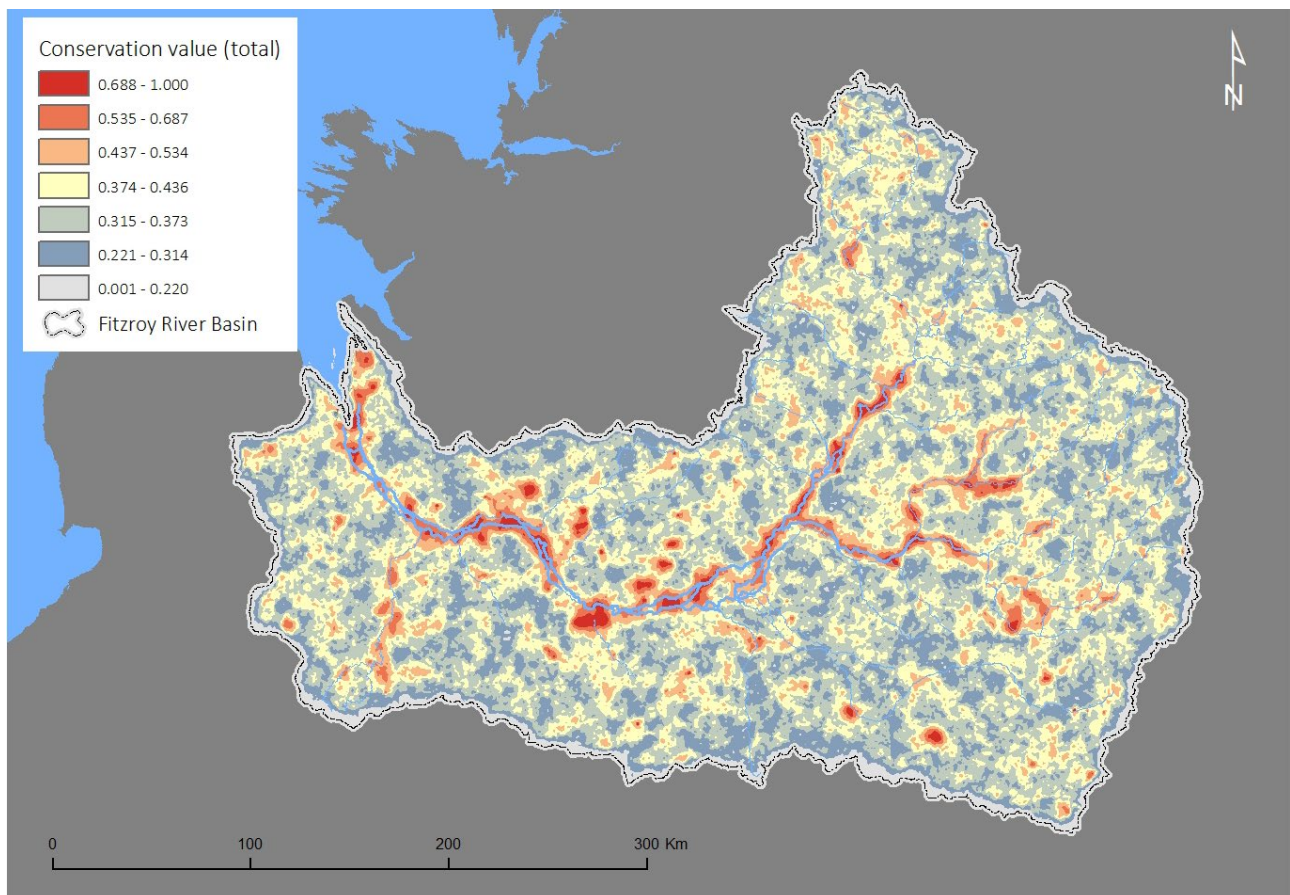 Conservation value (total)
0.688 - 1.000
0.535 - 0.687
0.437 - 0.534
0.374 - 0.436
0.315 - 0.373
0.221 - 0.314
0.001 - 0.220
Fitzroy River Basin
N
0 100 200 300 Km